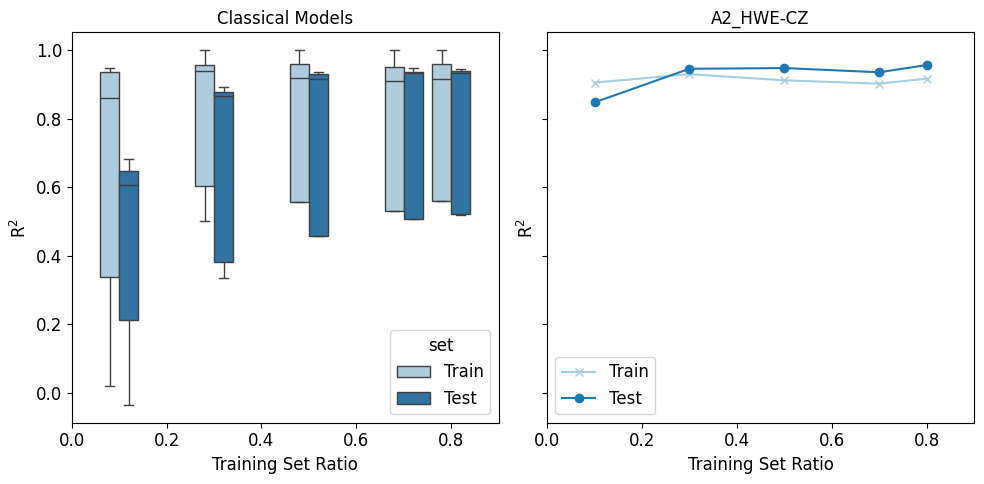 Classical Models
A2_HWE-CZ
1.0
0.8
0.6
0.4
0.2
0.0
R²
R²
set
Train
Test
Train
Test
0.0
0.2
0.4
0.6
0.8
0.0
0.2
0.4
0.6
0.8
Training Set Ratio
Training Set Ratio